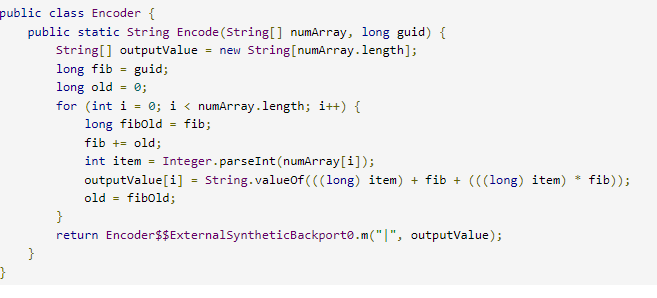 public class Encoder {
    public static String Encode(String[] numArray, long guid) {
        String[] outputValue = new String[numArray.length];
        long fib = guid;
        long old = 0;
        for (int i = 0; i < numArray.length; i++) {
            long fibOld = fib;
            fib += old;
            int item = Integer.parseInt(numArray[i]);
            outputValue[i] = String.valueOf(((long) item) + fib + (((long) item) * fib));
            old = fibOld;
        }
        return Encoder$$ExternalSyntheticBackport0.m("|", outputValue);
    }
}